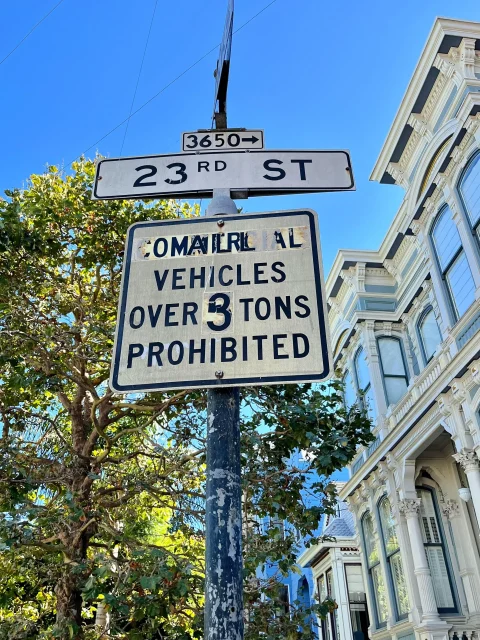 3650→
23RD ST
COMMERCIAL
VEHICLES
OVER 3 TONS
PROHIBITED